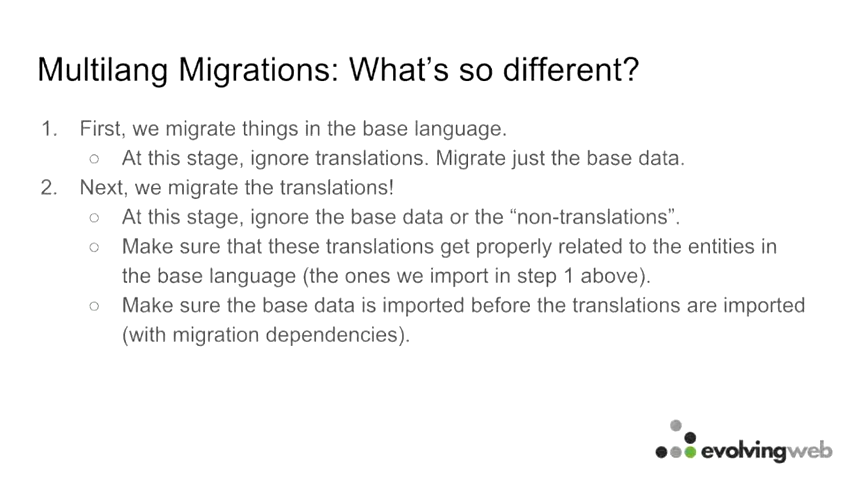 Multilang Migrations: What’s so different?
1. First, we migrate things in the base language.
○ At this stage, ignore translations. Migrate just the base data.
2. Next, we migrate the translations!
○ At this stage, ignore the base data or the “non-translations”.
○ Make sure that these translations get properly related to the entities in
the base language (the ones we import in step 1 above).
○ Make sure the base data is imported before the translations are imported
(with migration dependencies).
evolvingweb